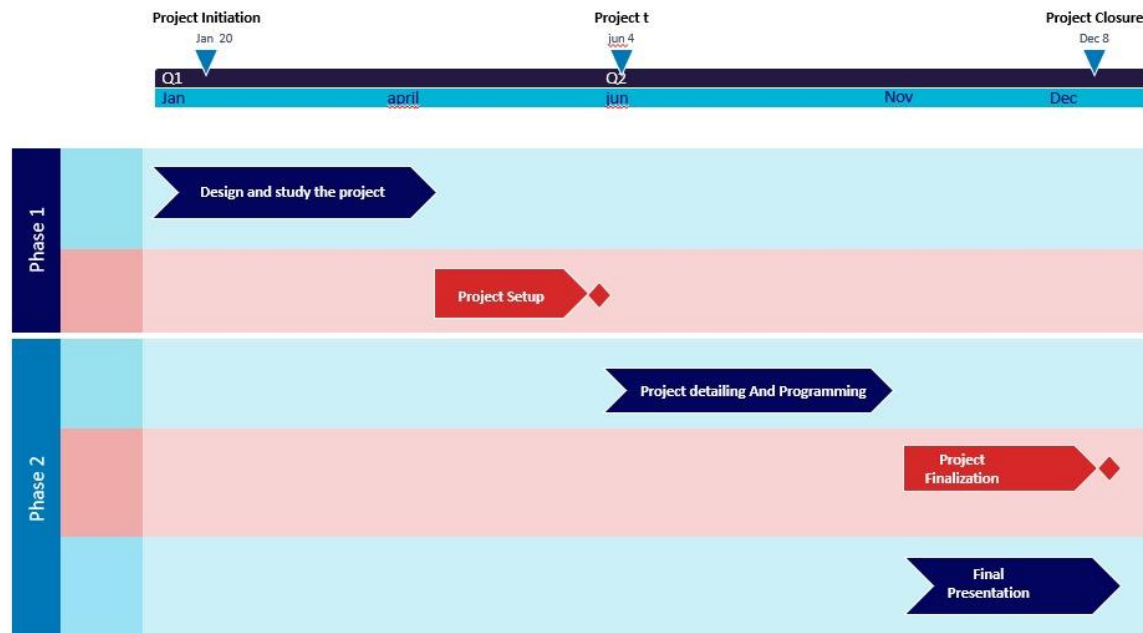 Project Initiation
Jan 20
Project t
jun 4
Project Closure
Dec 8
Q1
Q2
Jan
april
jun
Nov
Dec
Phase 1
Design and study the project
Project Setup
Phase 2
Project detailing And Programming
Project
Finalization
Final
Presentation